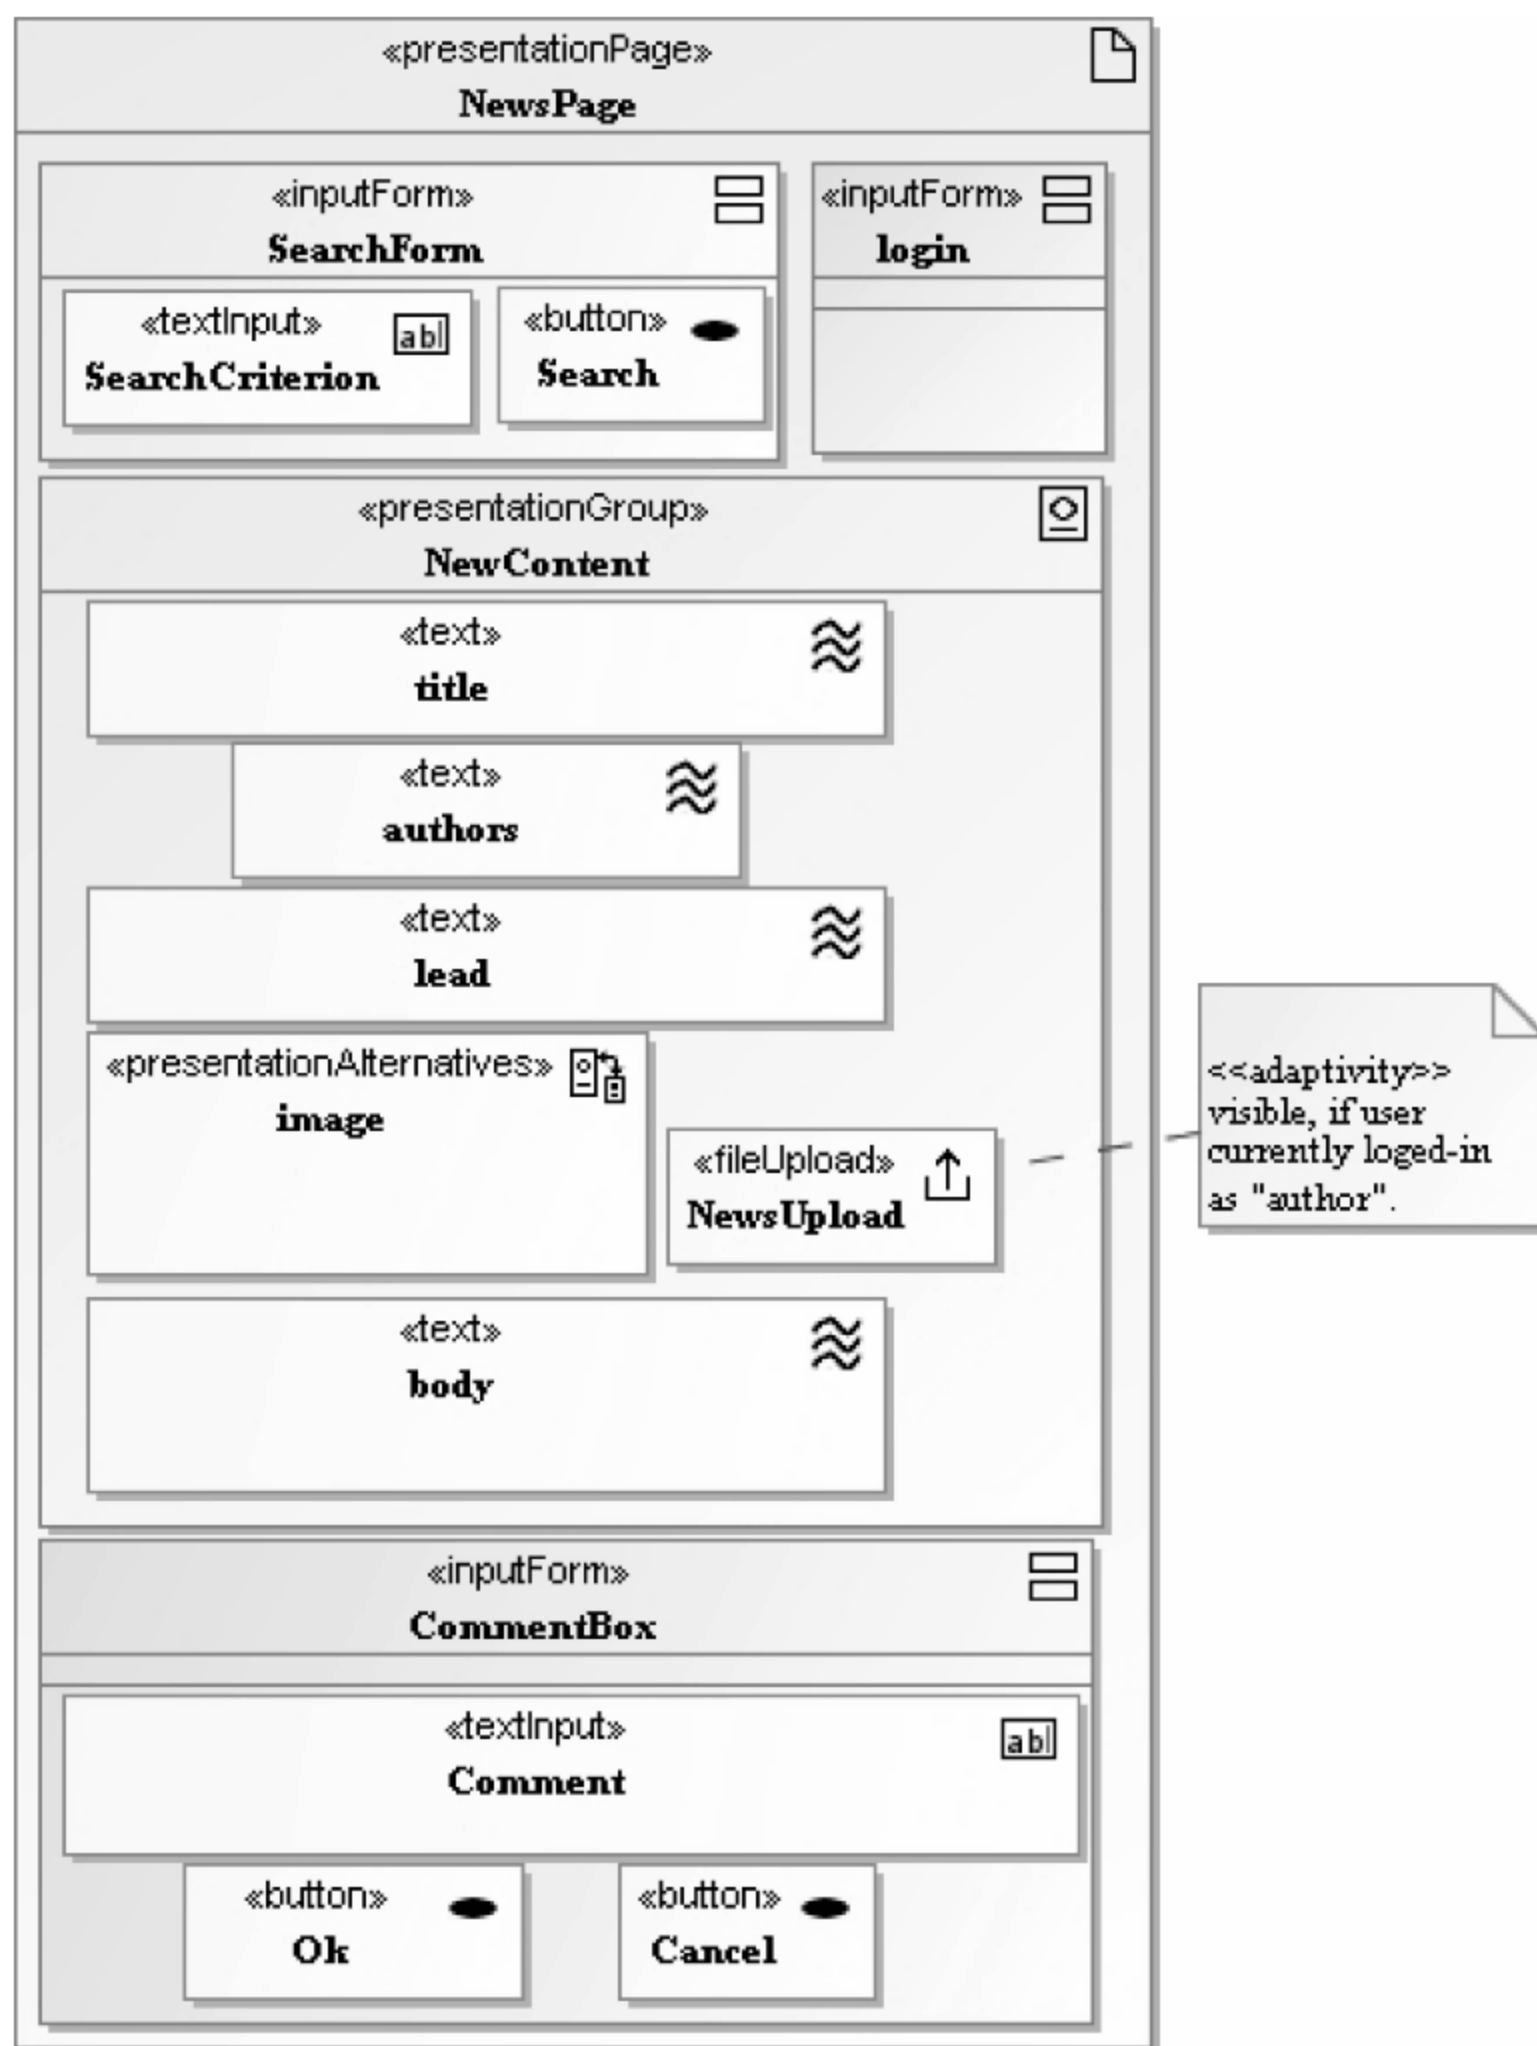 «presentationPage»
NewsPage
«inputForm»
SearchForm
«inputForm»
login
«textInput»
abl
SearchCriterion
«button»
Search
«presentationGroup»
NewContent
«text»
title
«text»
authors
«text»
lead
«presentationAlternatives»
image
«fileUpload»
NewsUpload
<<adaptivity>>
visible, if user
currently loged-in
as "author".
«text»
body
«inputForm»
CommentBox
«textInput»
abl
Comment
«button»
Ok
«button»
Cancel